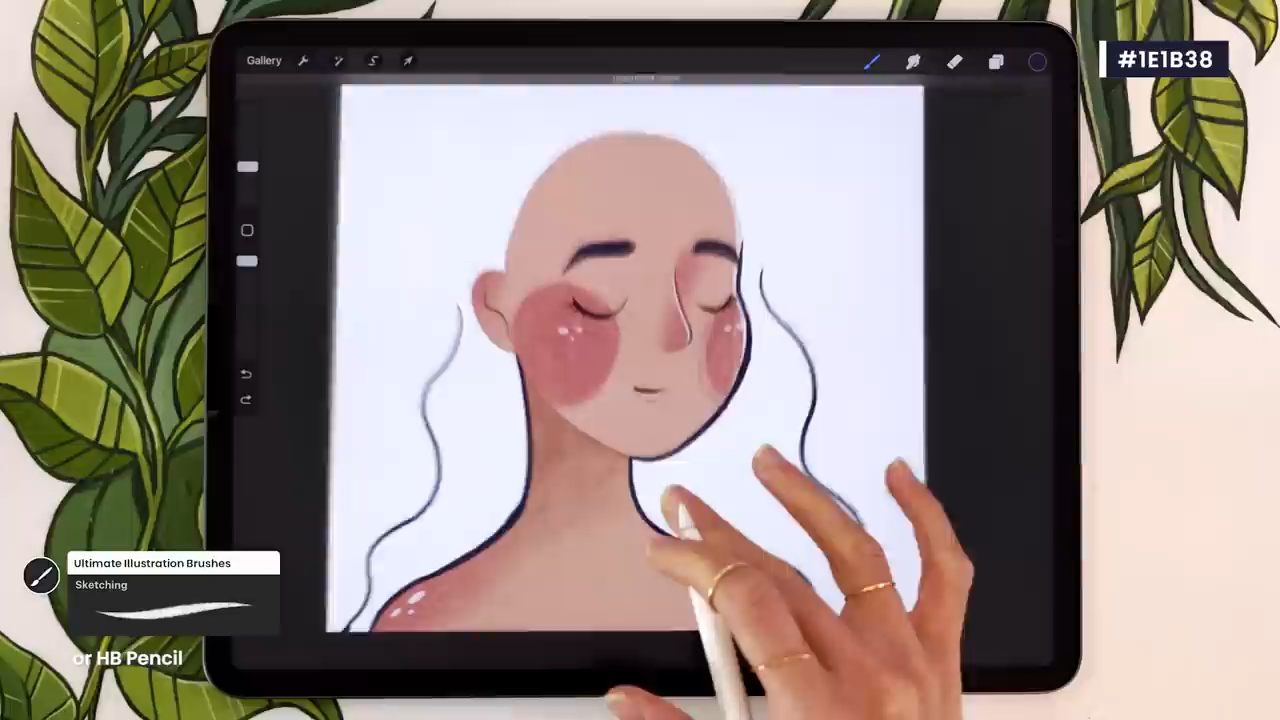 Gallery
#1E1B38
Ultimate Illustration Brushes
Sketching
or HB Pencil